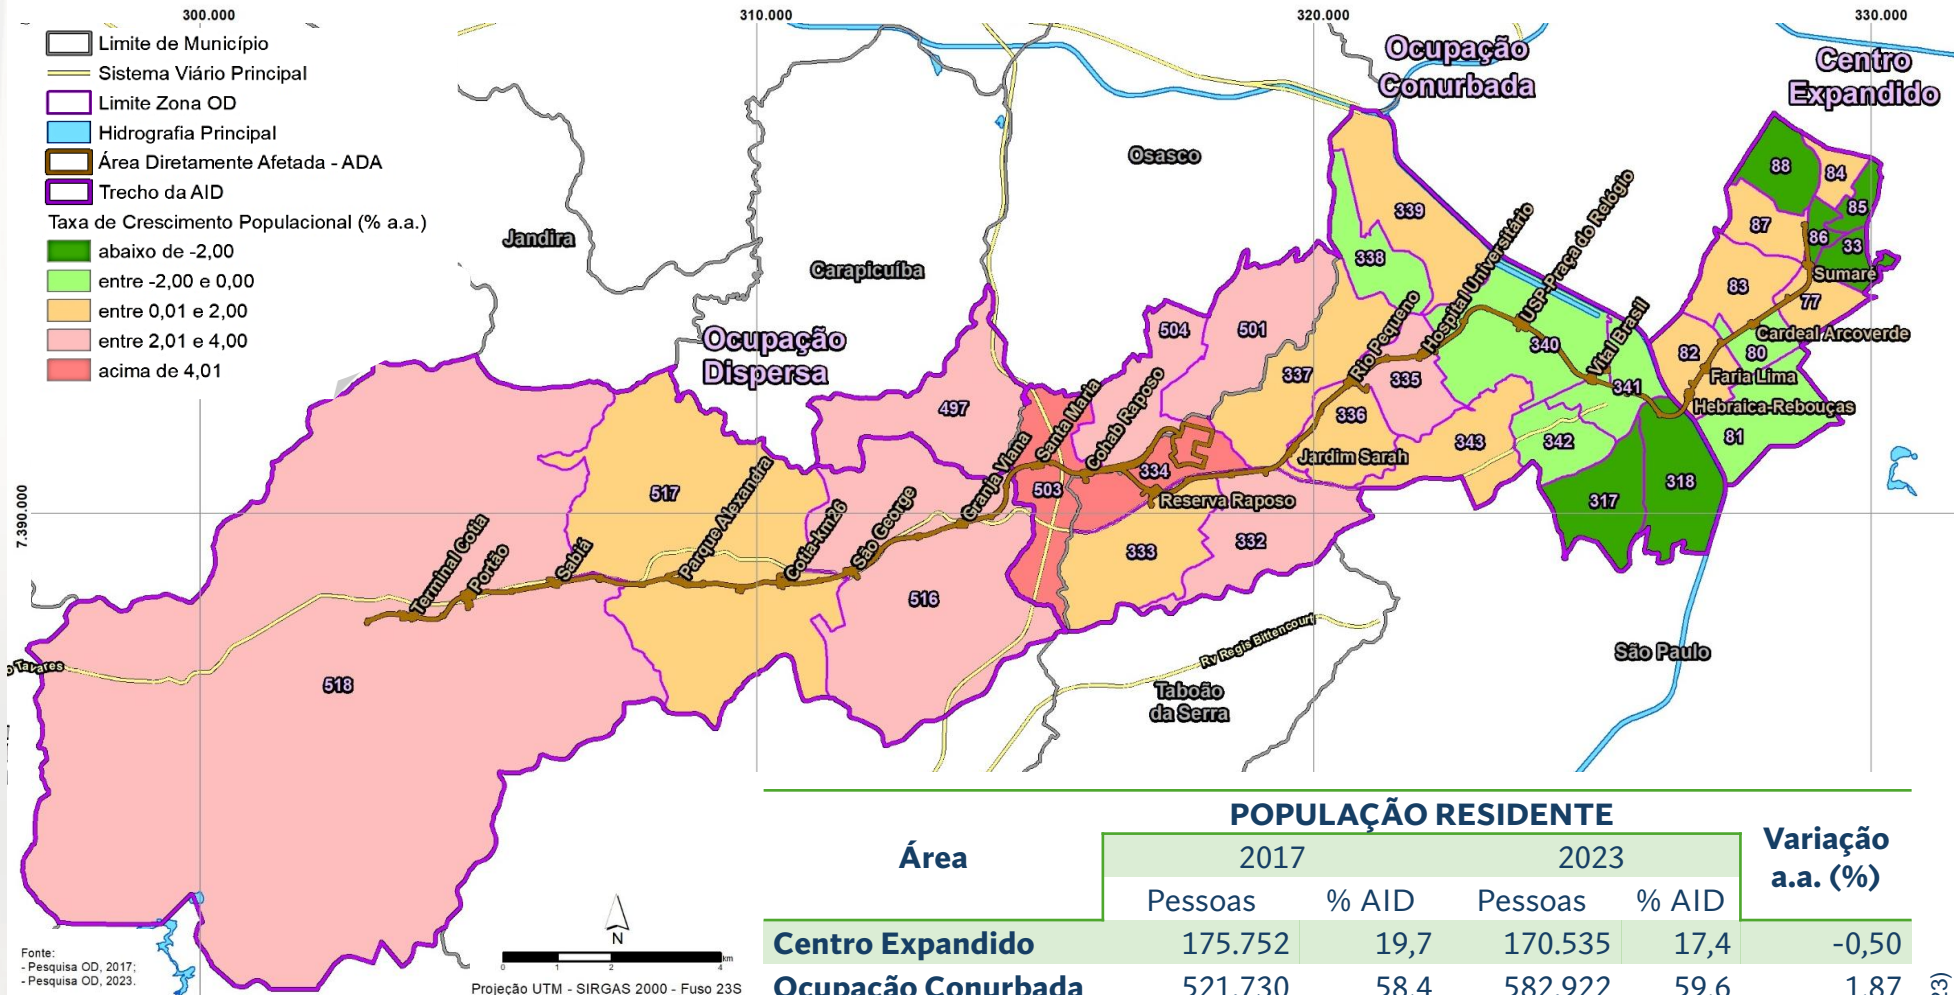 300.000
310.000
320.000
330.000
7.390.000
Limite de Município
Sistema Viário Principal
Limite Zona OD
Hidrografia Principal
Área Diretamente Afetada - ADA
Trecho da AID
Taxa de Crescimento Populacional (% a.a.)
abaixo de -2,00
entre -2,00 e 0,00
entre 0,01 e 2,00
entre 2,01 e 4,00
acima de 4,01
Ocupação
Conurbada
Centro
Expandido
Ocupação
Dispersa
Jandira
Carapicuíba
Osasco
São Paulo
Taboão
da Serra
Rv Regis Bittencourt
Tavares
Terminal Cotia
Portão
Sabiá
Parque Alexandra
Cotia-km26
São George
Granja Viana
Santa Maria
Cohab Raposo
Reserva Raposo
Jardim Sarah
Rio Pequeno
Hospital Universitário
USP-Praça do Relógio
Vital Brasil
Hebraica-Rebouças
Faria Lima
Cardeal Arcoverde
Sumaré
88
84
85
87
86
33
83
77
82
80
81
339
338
340
341
504
501
337
335
336
343
342
317
318
497
503
334
333
332
517
516
518
Fonte:
- Pesquisa OD, 2017;
- Pesquisa OD, 2023.
N
0 1 2 4 km
Projeção UTM - SIRGAS 2000 - Fuso 23S
Área
POPULAÇÃO RESIDENTE
Variação
a.a. (%)
2017 2023
Pessoas % AID Pessoas % AID
Centro Expandido 175.752 19,7 170.535 17,4 -0,50
Ocupação Conurbada 521.730 58,4 582.922 59,6 1,87
23)